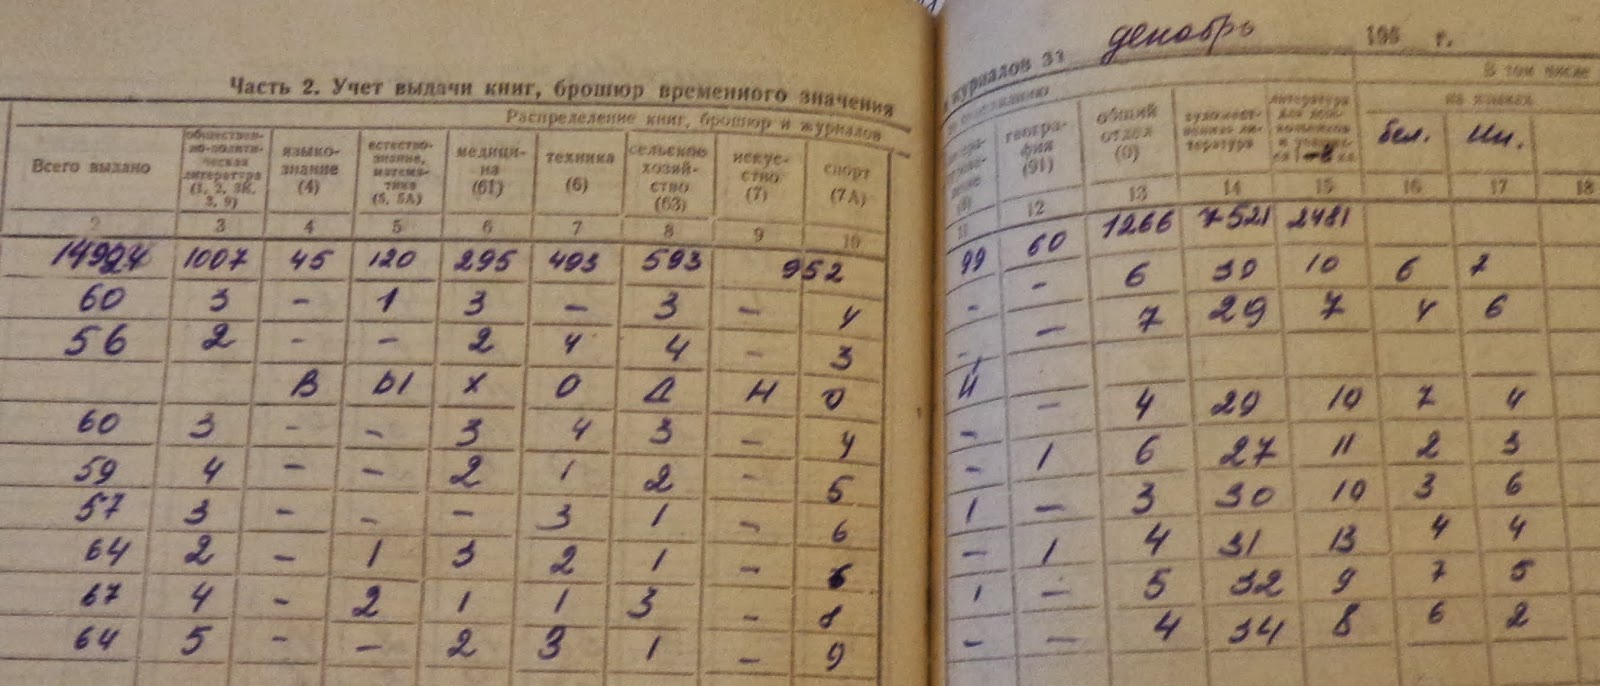 Часть 2. Учет выдачи книг, брошюр временного значения
Распределение книг, брошюр и журналов
Всего выдано
общественно-политическая литература (1, 2, 3К, 3, 9)
языкознание (4)
естествознание, математика (5, 5А)
медицина (61)
техника (6)
сельское хозяйство (63)
искусство (7)
спорт (7А)
2 3 4 5 6 7 8 9 10
1007 45 120 295 493 593 952
60 3 - 1 3 - 3 - 4
56 2 - - 2 4 4 - 3
В Ы Х О Д Н О
60 3 - - 3 4 3 - 4
59 4 - - 2 1 2 - 5
57 3 - - - 3 1 - 6
64 2 - 1 3 2 1 - 6
67 4 - 2 1 1 3 - 8
64 5 - - 2 3 1 - 9
журналов за декабрь 199 г.
В том числе
на языках
география (91)
общий отдел (0)
художественная литература
литература для
бел.
Ин.
11 12 13 14 15 16 17 18
99 60 1266 7521 2481
- - 6 30 10 6 7
- - 7 29 7 4 6
Й
- - 4 29 10 7 4
- 1 6 27 11 2 3
1 - 3 30 10 3 6
- 1 4 31 13 4 4
1 - 5 32 9 7 5
- - 4 34 8 6 2